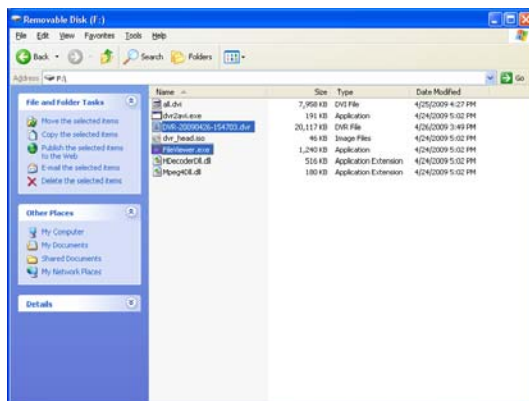 Removable Disk (F:)
File Edit View Favorites Tools Help
Back Search Folders
Address F:\ Go
Name Size Type Date Modified
File and Folder Tasks
Move the selected items
Copy the selected items
Publish the selected items to the Web
E-mail the selected items
Delete the selected items
Other Places
My Computer
My Documents
Shared Documents
My Network Places
Details
all.dvi 7,958 KB DVI File 4/25/2009 4:27 PM
dvr2avi.exe 191 KB Application 4/24/2009 5:02 PM
DVR-20090426-154703.dvr 20,117 KB DVR File 4/26/2009 3:49 PM
dvr_head.iso 46 KB Image Files 4/24/2009 5:02 PM
FileViewer.exe 1,240 KB Application 4/24/2009 5:02 PM
HDecoderDll.dll 516 KB Application Extension 4/24/2009 5:02 PM
Mpeg4Dll.dll 180 KB Application Extension 4/24/2009 5:02 PM